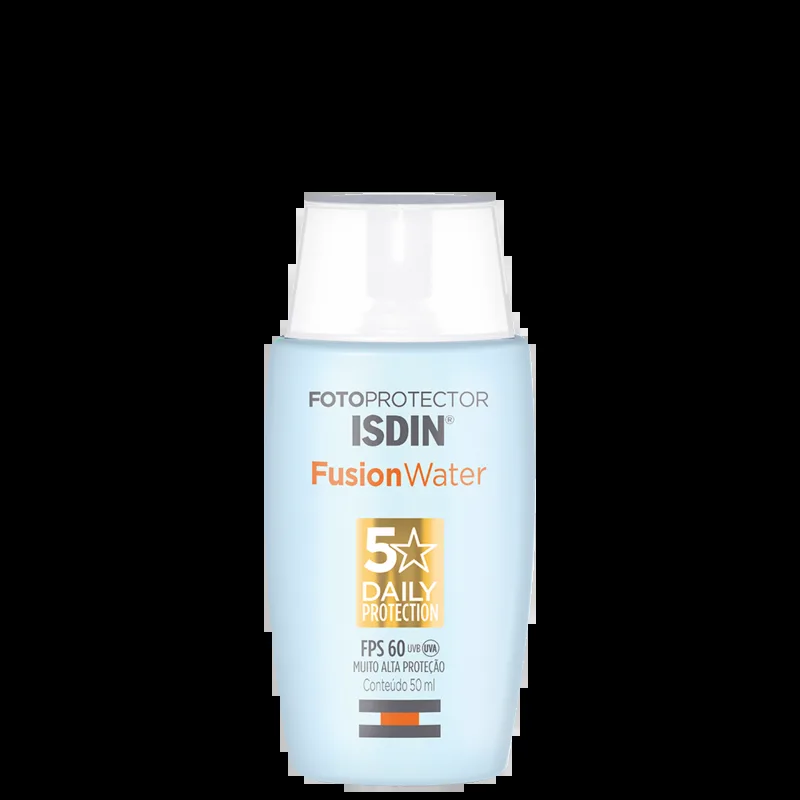 FOTOPROTECTOR
ISDIN®
FusionWater
5☆
DAILY
PROTECTION
FPS 60 UVB UVA
MUITO ALTA PROTEÇÃO
Conteúdo 50 ml